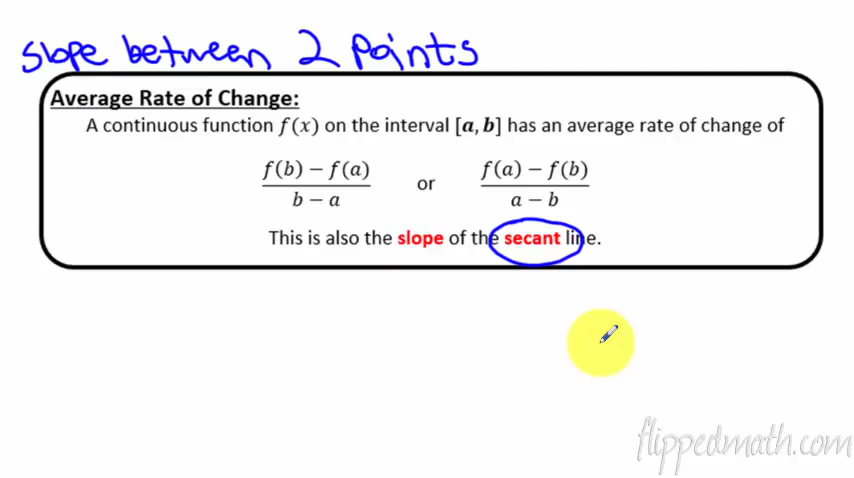 slope between 2 points
Average Rate of Change:
A continuous function f(x) on the interval [a, b] has an average rate of change of
f(b) − f(a) / b − a or f(a) − f(b) / a − b
This is also the slope of the secant line.
flippedmath.com